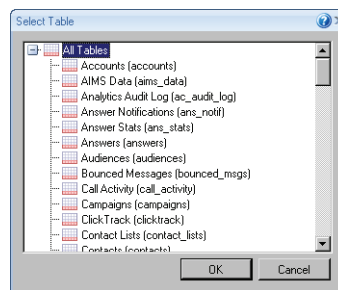 Select Table
All Tables
Accounts (accounts)
AIMS Data (aims_data)
Analytics Audit Log (ac_audit_log)
Answer Notifications (ans_notif)
Answer Stats (ans_stats)
Answers (answers)
Audiences (audiences)
Bounced Messages (bounced_msgs)
Call Activity (call_activity)
Campaigns (campaigns)
ClickTrack (clicktrack)
Contact Lists (contact_lists)
Contacts (contacts)
OK Cancel